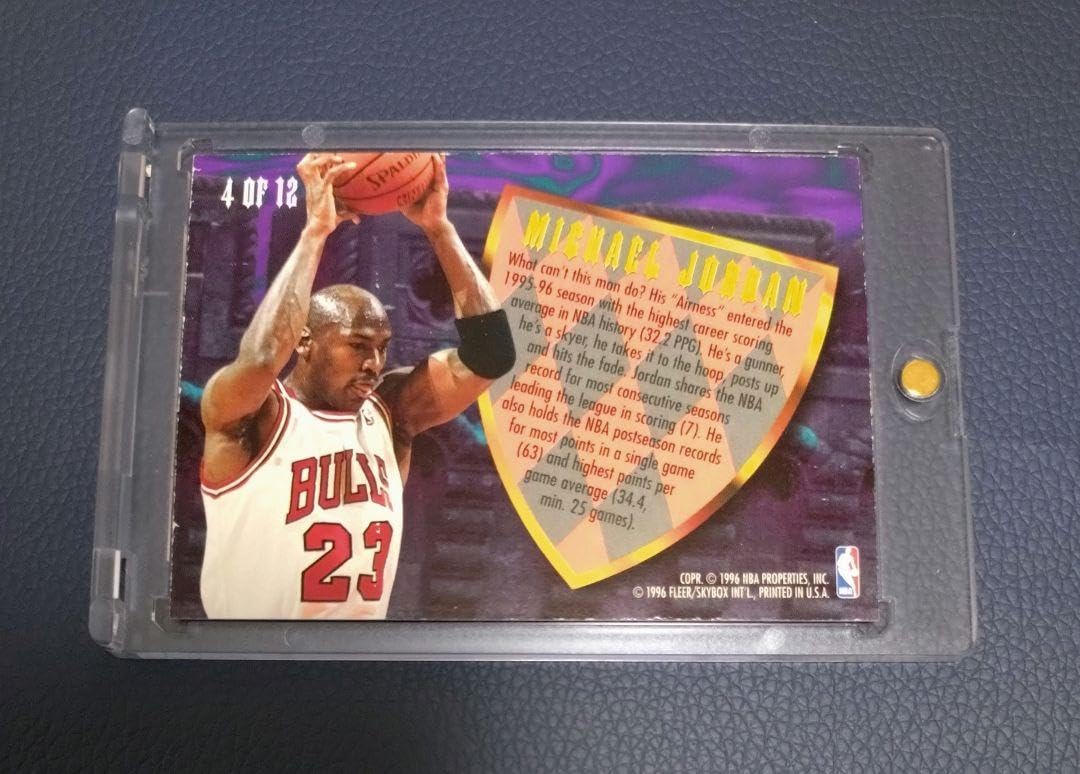 4 OF 12
SPALDING
MICHAEL JORDAN
What can't this man do? His "Airness" entered the
1995-96 season with the highest career scoring
average in NBA history (32.2 PPG). He's a gunner,
he's a skyer, he takes it to the hoop, posts up
and hits the fade. Jordan shares the NBA
record for most consecutive seasons
leading the league in scoring (7). He
also holds the NBA postseason records
for most points in a single game
(63) and highest points per
game average (34.4,
min. 25 games).
BULLS
23
COPR. © 1996 NBA PROPERTIES, INC.
© 1996 FLEER/SKYBOX INT'L., PRINTED IN U.S.A.
NBA